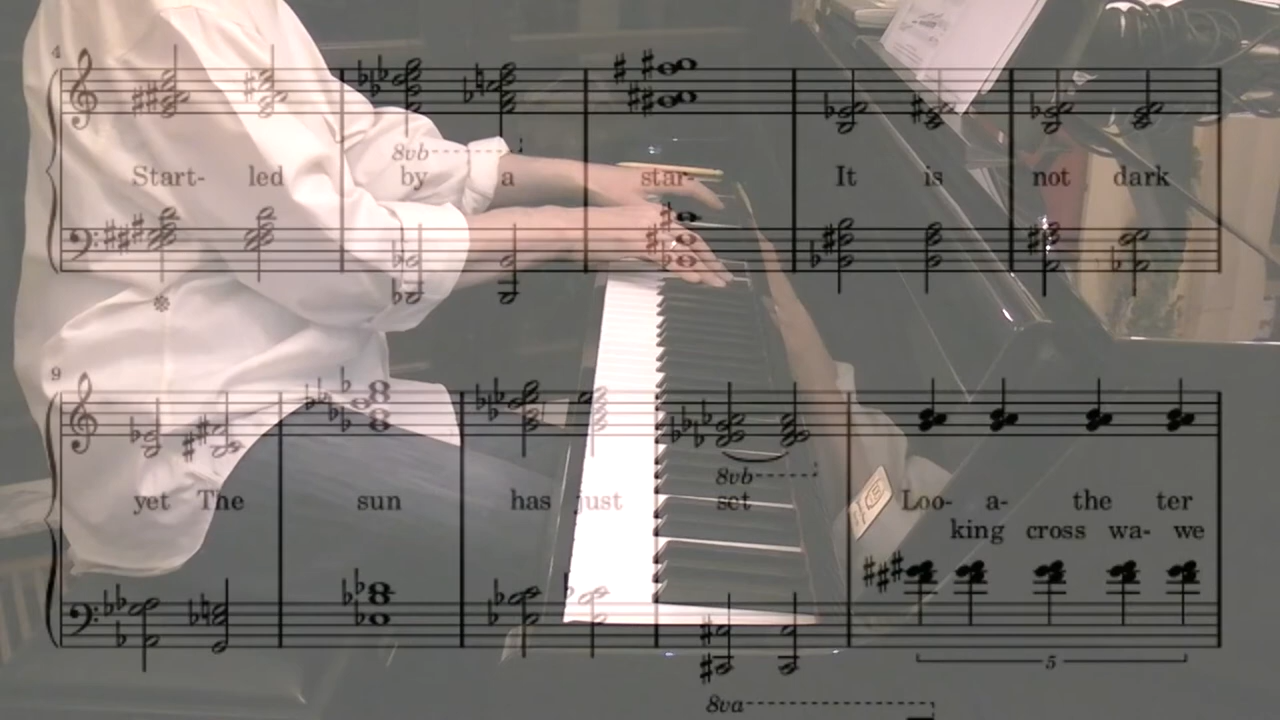 4
8vb
Start- led by a star- It is not dark
9
yet The sun has just set
8vb
Loo- a- the ter
king cross wa- we
5
8va